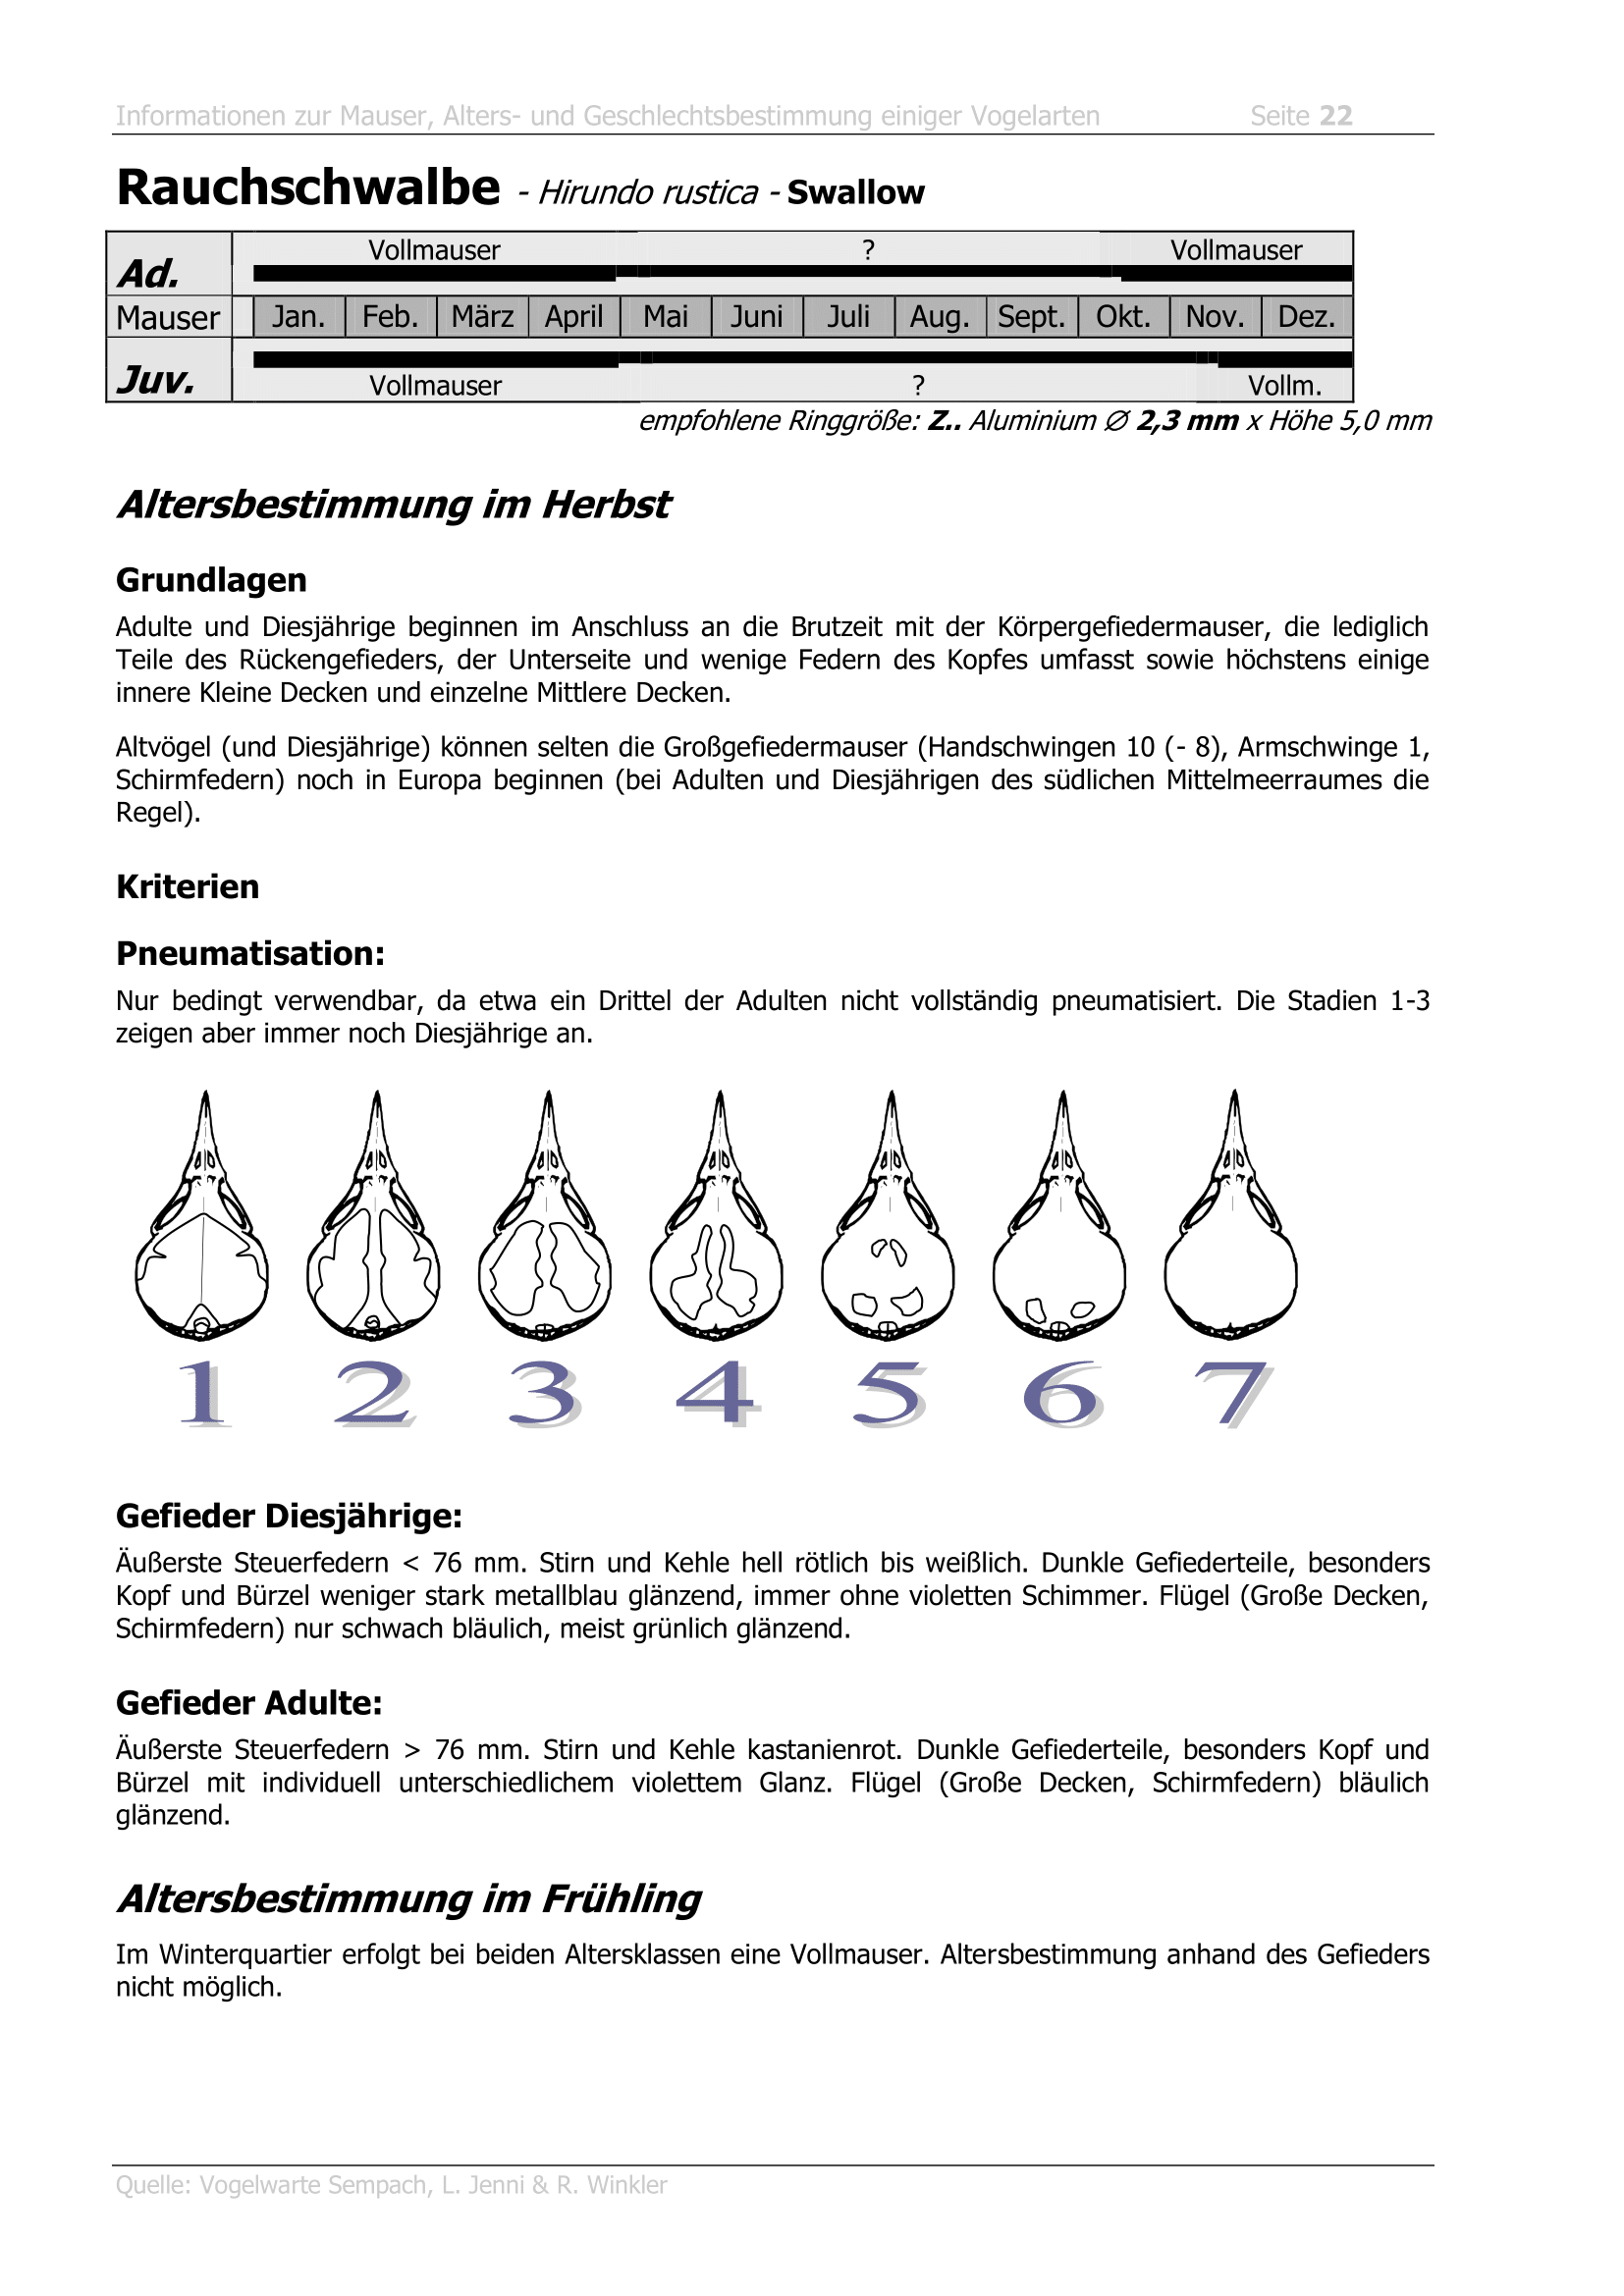 Informationen zur Mauser, Alters- und Geschlechtsbestimmung einiger Vogelarten Seite 22
Rauchschwalbe - Hirundo rustica - Swallow
Ad. Vollmauser ? Vollmauser
Mauser Jan. Feb. März April Mai Juni Juli Aug. Sept. Okt. Nov. Dez.
Juv. Vollmauser ? Vollm.
empfohlene Ringgröße: Z.. Aluminium ∅ 2,3 mm x Höhe 5,0 mm
Altersbestimmung im Herbst
Grundlagen
Adulte und Diesjährige beginnen im Anschluss an die Brutzeit mit der Körpergefiedermauser, die lediglich
Teile des Rückengefieders, der Unterseite und wenige Federn des Kopfes umfasst sowie höchstens einige
innere Kleine Decken und einzelne Mittlere Decken.
Altvögel (und Diesjährige) können selten die Großgefiedermauser (Handschwingen 10 (- 8), Armschwinge 1,
Schirmfedern) noch in Europa beginnen (bei Adulten und Diesjährigen des südlichen Mittelmeerraumes die
Regel).
Kriterien
Pneumatisation:
Nur bedingt verwendbar, da etwa ein Drittel der Adulten nicht vollständig pneumatisiert. Die Stadien 1-3
zeigen aber immer noch Diesjährige an.
1 2 3 4 5 6 7
Gefieder Diesjährige:
Äußerste Steuerfedern < 76 mm. Stirn und Kehle hell rötlich bis weißlich. Dunkle Gefiederteile, besonders
Kopf und Bürzel weniger stark metallblau glänzend, immer ohne violetten Schimmer. Flügel (Große Decken,
Schirmfedern) nur schwach bläulich, meist grünlich glänzend.
Gefieder Adulte:
Äußerste Steuerfedern > 76 mm. Stirn und Kehle kastanienrot. Dunkle Gefiederteile, besonders Kopf und
Bürzel mit individuell unterschiedlichem violettem Glanz. Flügel (Große Decken, Schirmfedern) bläulich
glänzend.
Altersbestimmung im Frühling
Im Winterquartier erfolgt bei beiden Altersklassen eine Vollmauser. Altersbestimmung anhand des Gefieders
nicht möglich.
Quelle: Vogelwarte Sempach, L. Jenni & R. Winkler